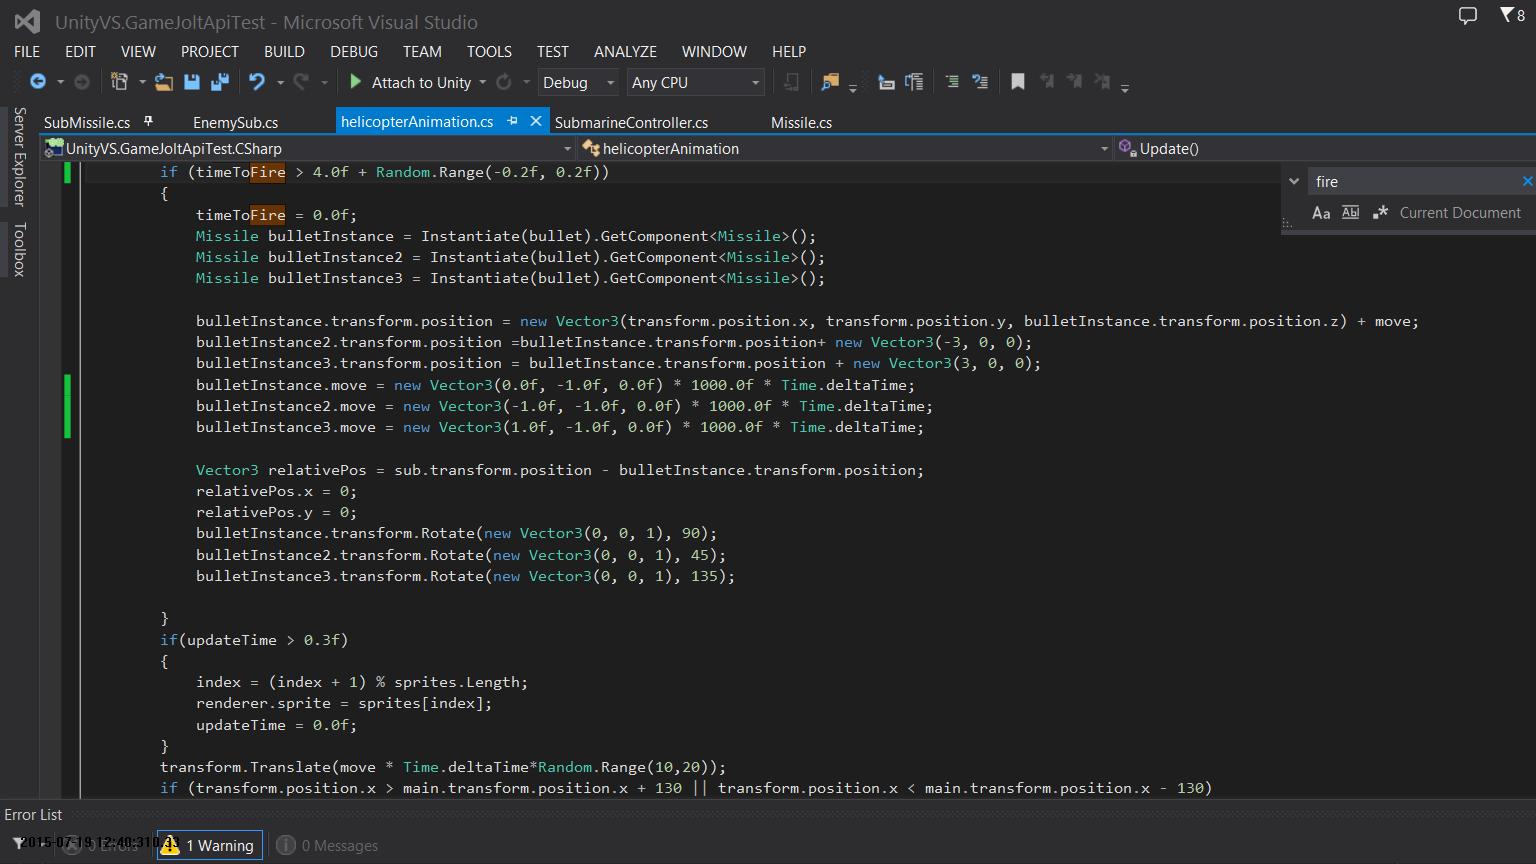 UnityVS.GameJoltApiTest - Microsoft Visual Studio
8
FILE EDIT VIEW PROJECT BUILD DEBUG TEAM TOOLS TEST ANALYZE WINDOW HELP
Attach to Unity Debug Any CPU
Server Explorer
Toolbox
SubMissile.cs EnemySub.cs helicopterAnimation.cs SubmarineController.cs Missile.cs
UnityVS.GameJoltApiTest.CSharp helicopterAnimation Update()
fire
Aa Abl .* Current Document
if (timeToFire > 4.0f + Random.Range(-0.2f, 0.2f))
{
timeToFire = 0.0f;
Missile bulletInstance = Instantiate(bullet).GetComponent<Missile>();
Missile bulletInstance2 = Instantiate(bullet).GetComponent<Missile>();
Missile bulletInstance3 = Instantiate(bullet).GetComponent<Missile>();
bulletInstance.transform.position = new Vector3(transform.position.x, transform.position.y, bulletInstance.transform.position.z) + move;
bulletInstance2.transform.position =bulletInstance.transform.position+ new Vector3(-3, 0, 0);
bulletInstance3.transform.position = bulletInstance.transform.position + new Vector3(3, 0, 0);
bulletInstance.move = new Vector3(0.0f, -1.0f, 0.0f) * 1000.0f * Time.deltaTime;
bulletInstance2.move = new Vector3(-1.0f, -1.0f, 0.0f) * 1000.0f * Time.deltaTime;
bulletInstance3.move = new Vector3(1.0f, -1.0f, 0.0f) * 1000.0f * Time.deltaTime;
Vector3 relativePos = sub.transform.position - bulletInstance.transform.position;
relativePos.x = 0;
relativePos.y = 0;
bulletInstance.transform.Rotate(new Vector3(0, 0, 1), 90);
bulletInstance2.transform.Rotate(new Vector3(0, 0, 1), 45);
bulletInstance3.transform.Rotate(new Vector3(0, 0, 1), 135);
}
if(updateTime > 0.3f)
{
index = (index + 1) % sprites.Length;
renderer.sprite = sprites[index];
updateTime = 0.0f;
}
transform.Translate(move * Time.deltaTime*Random.Range(10,20));
if (transform.position.x > main.transform.position.x + 130 || transform.position.x < main.transform.position.x - 130)
Error List
0 Errors 1 Warning 0 Messages